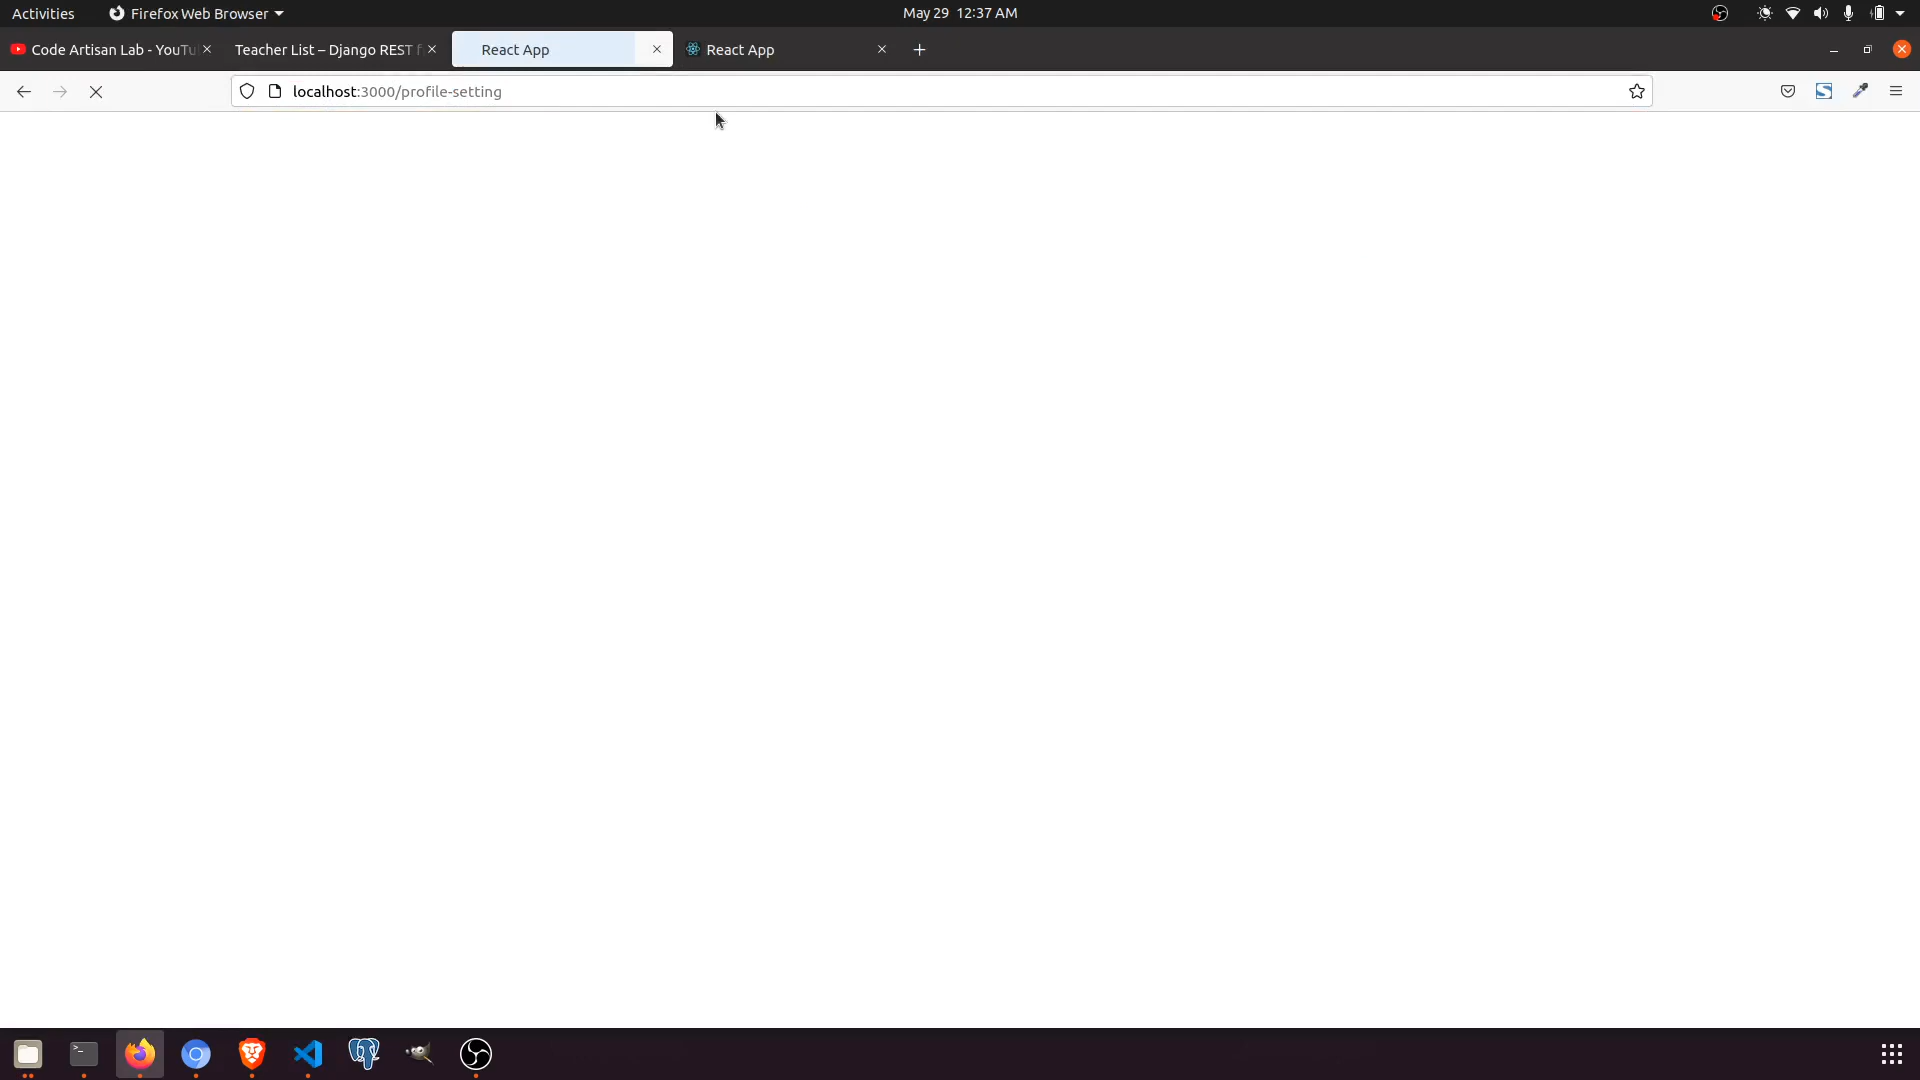 Activities
Firefox Web Browser
May 29 12:37 AM
Code Artisan Lab - YouTu
Teacher List – Django REST f
React App
React App
localhost:3000/profile-setting